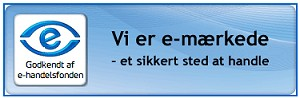 Godkendt af
e-handelsfonden
Vi er e-mærkede
- et sikkert sted at handle